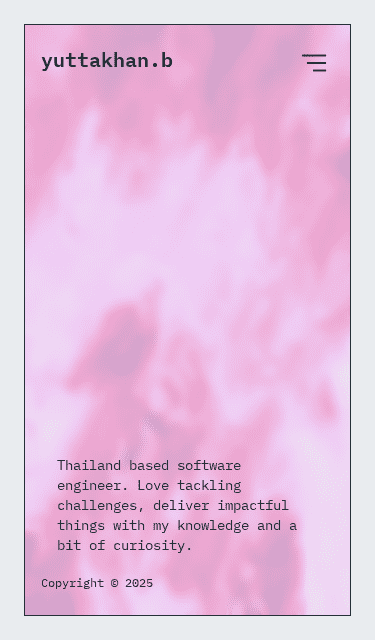 yuttakhan.b
Thailand based software
engineer. Love tackling
challenges, deliver impactful
things with my knowledge and a
bit of curiosity.
Copyright © 2025